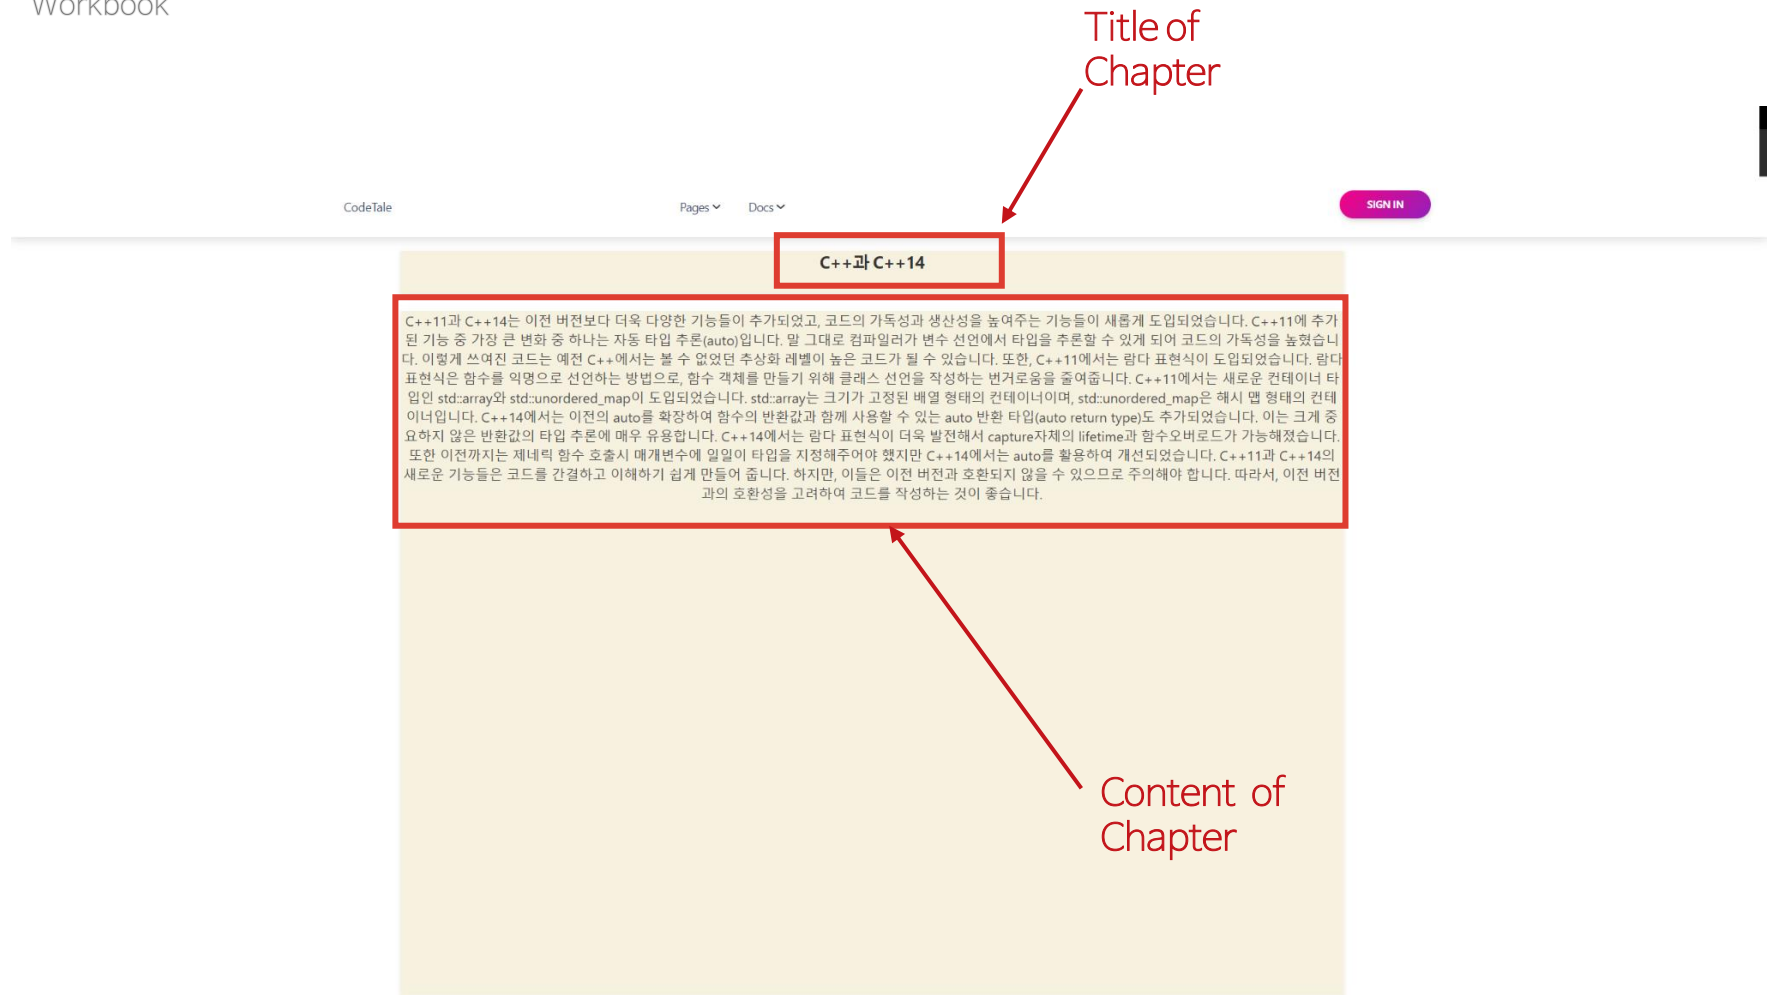 Workbook
Title of
Chapter
CodeTale
Pages
Docs
SIGN IN
C++과 C++14
C++11과 C++14는 이전 버전보다 더욱 다양한 기능들이 추가되었고, 코드의 가독성과 생산성을 높여주는 기능들이 새롭게 도입되었습니다. C++11에 추가
된 기능 중 가장 큰 변화 중 하나는 자동 타입 추론(auto)입니다. 말 그대로 컴파일러가 변수 선언에서 타입을 추론할 수 있게 되어 코드의 가독성을 높혔습니
다. 이렇게 쓰여진 코드는 예전 C++에서는 볼 수 없었던 추상화 레벨이 높은 코드가 될 수 있습니다. 또한, C++11에서는 람다 표현식이 도입되었습니다. 람다
표현식은 함수를 익명으로 선언하는 방법으로, 함수 객체를 만들기 위해 클래스 선언을 작성하는 번거로움을 줄여줍니다. C++11에서는 새로운 컨테이너 타
입인 std::array와 std::unordered_map이 도입되었습니다. std::array는 크기가 고정된 배열 형태의 컨테이너이며, std::unordered_map은 해시 맵 형태의 컨테
이너입니다. C++14에서는 이전의 auto를 확장하여 함수의 반환값과 함께 사용할 수 있는 auto 반환 타입(auto return type)도 추가되었습니다. 이는 크게 중
요하지 않은 반환값의 타입 추론에 매우 유용합니다. C++14에서는 람다 표현식이 더욱 발전해서 capture자체의 lifetime과 함수오버로드가 가능해졌습니다.
또한 이전까지는 제네릭 함수 호출시 매개변수에 일일이 타입을 지정해주어야 했지만 C++14에서는 auto를 활용하여 개선되었습니다. C++11과 C++14의
새로운 기능들은 코드를 간결하고 이해하기 쉽게 만들어 줍니다. 하지만, 이들은 이전 버전과 호환되지 않을 수 있으므로 주의해야 합니다. 따라서, 이전 버전
과의 호환성을 고려하여 코드를 작성하는 것이 좋습니다.
Content of
Chapter